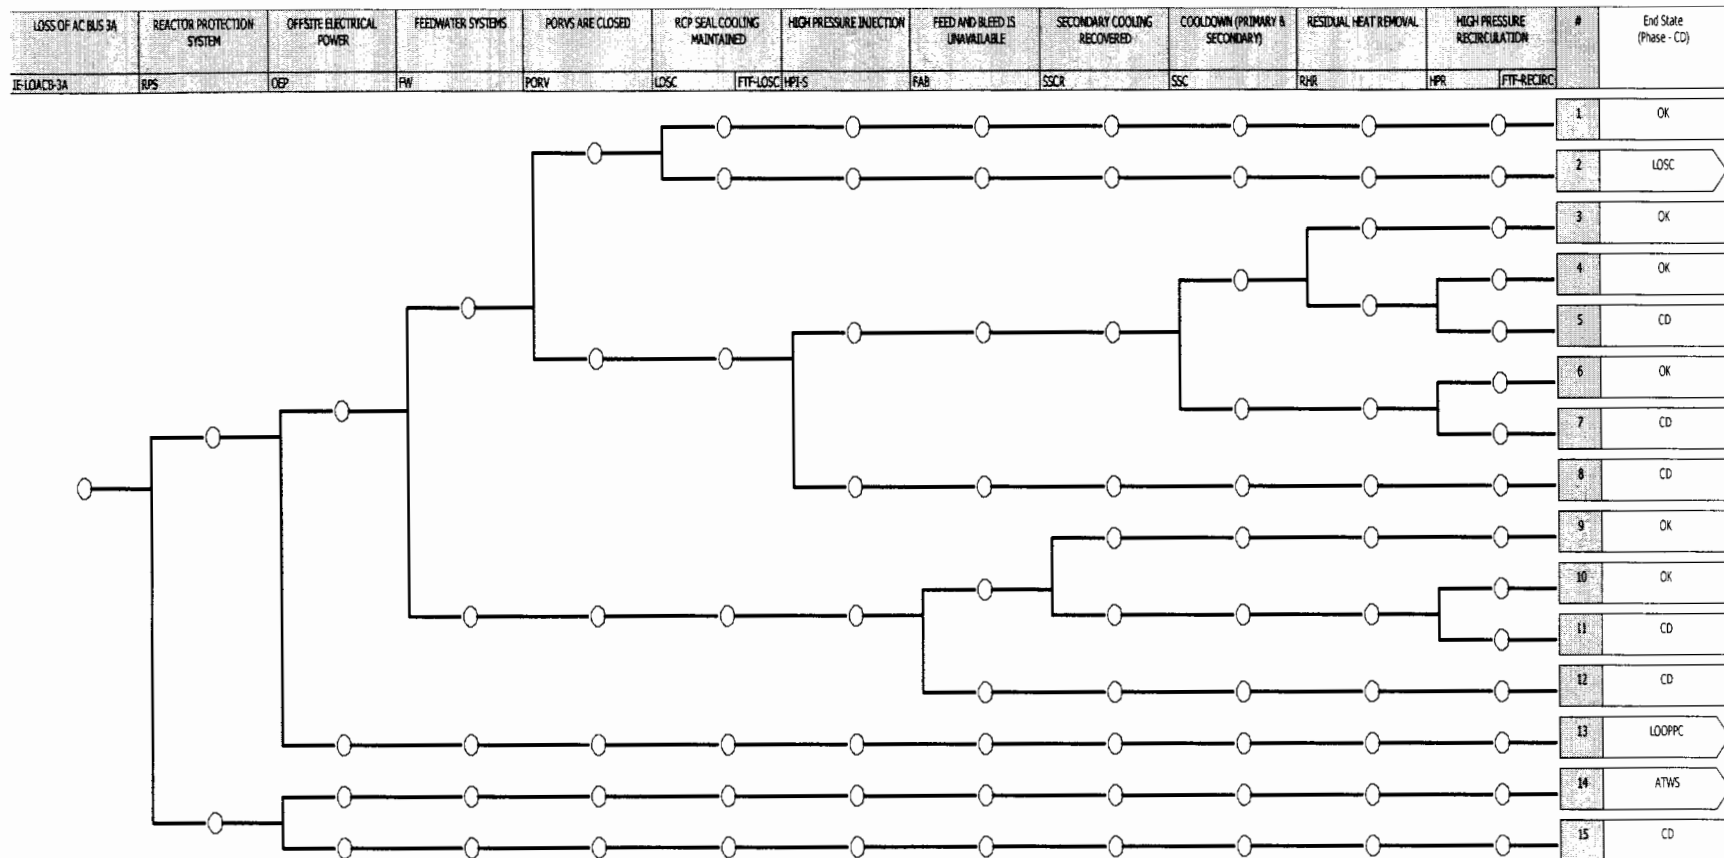 LOSS OF AC BUS 3A
REACTOR PROTECTION
SYSTEM
OFFSITE ELECTRICAL
POWER
FEEDWATER SYSTEMS
PORVS ARE CLOSED
RCP SEAL COOLING
MAINTAINED
HIGH PRESSURE INJECTION
FEED AND BLEED IS
UNAVAILABLE
SECONDARY COOLING
RECOVERED
COOLDOWN (PRIMARY &
SECONDARY)
RESIDUAL HEAT REMOVAL
HIGH PRESSURE
RECIRCULATION
#
End State
(Phase - CD)
IE-LOACB-3A
RPS
OEP
FW
PORV
LOSC
FTF-LOSC
HPI-S
FAB
SSCR
SSC
RHR
HPR
FTF-RECIRC
1 OK
2 LOSC
3 OK
4 OK
5 CD
6 OK
7 CD
8 CD
9 OK
10 OK
11 CD
12 CD
13 LOOPPC
14 ATWS
15 CD